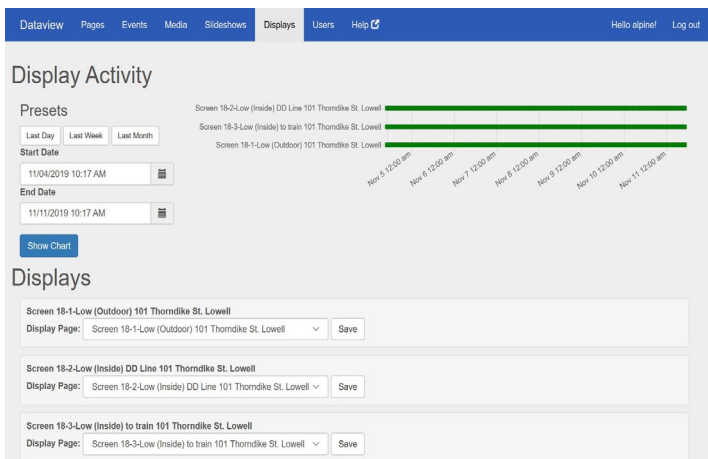 Dataview Pages Events Media Slideshows Displays Users Help Hello alpine! Log out
Display Activity
Presets
Last Day Last Week Last Month
Start Date
11/04/2019 10:17 AM
End Date
11/11/2019 10:17 AM
Show Chart
Screen 18-2-Low (Inside) DD Line 101 Thorndike St. Lowell
Screen 18-3-Low (Inside) to train 101 Thorndike St. Lowell
Screen 18-1-Low (Outdoor) 101 Thorndike St. Lowell
Nov 5 12:00 am Nov 6 12:00 am Nov 7 12:00 am Nov 8 12:00 am Nov 9 12:00 am Nov 10 12:00 am Nov 11 12:00 am
Displays
Screen 18-1-Low (Outdoor) 101 Thorndike St. Lowell
Display Page: Screen 18-1-Low (Outdoor) 101 Thorndike St. Lowell Save
Screen 18-2-Low (Inside) DD Line 101 Thorndike St. Lowell
Display Page: Screen 18-2-Low (Inside) DD Line 101 Thorndike St. Lowell Save
Screen 18-3-Low (Inside) to train 101 Thorndike St. Lowell
Display Page: Screen 18-3-Low (Inside) to train 101 Thorndike St. Lowell Save